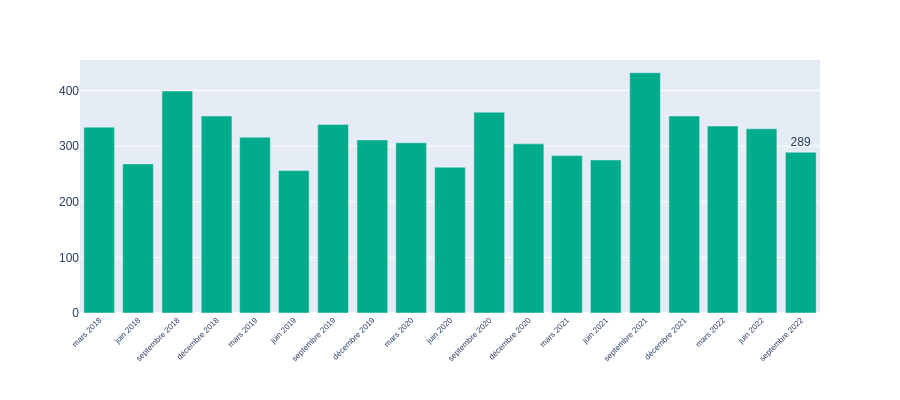 400
300
200
100
0
289
mars 2018
juin 2018
septembre 2018
décembre 2018
mars 2019
juin 2019
septembre 2019
décembre 2019
mars 2020
juin 2020
septembre 2020
décembre 2020
mars 2021
juin 2021
septembre 2021
décembre 2021
mars 2022
juin 2022
septembre 2022